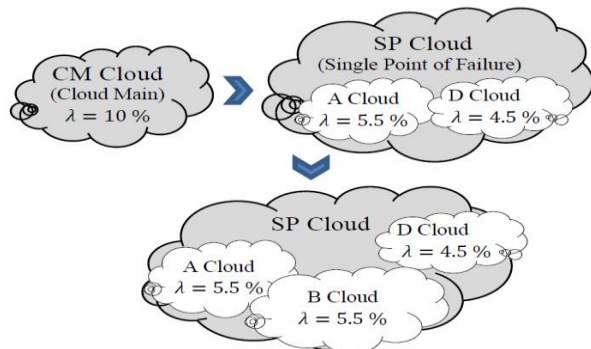 CM Cloud
(Cloud Main)
λ = 10 %
SP Cloud
(Single Point of Failure)
A Cloud
λ = 5.5 %
D Cloud
λ = 4.5 %
SP Cloud
D Cloud
λ = 4.5 %
A Cloud
λ = 5.5 %
B Cloud
λ = 5.5 %